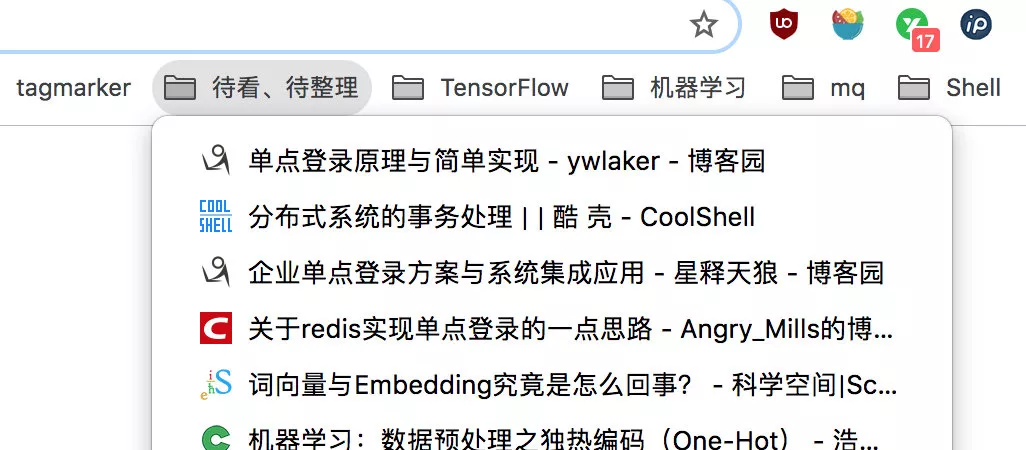 17
tagmarker 待看、待整理 TensorFlow 机器学习 mq Shell
单点登录原理与简单实现 - ywlaker - 博客园
COOL SHELL 分布式系统的事务处理 | | 酷 壳 - CoolShell
企业单点登录方案与系统集成应用 - 星释天狼 - 博客园
关于redis实现单点登录的一点思路 - Angry_Mills的博...
词向量与Embedding究竟是怎么回事？ - 科学空间|Sc...
机器学习：数据预处理之独热编码（One-Hot） - 浩...